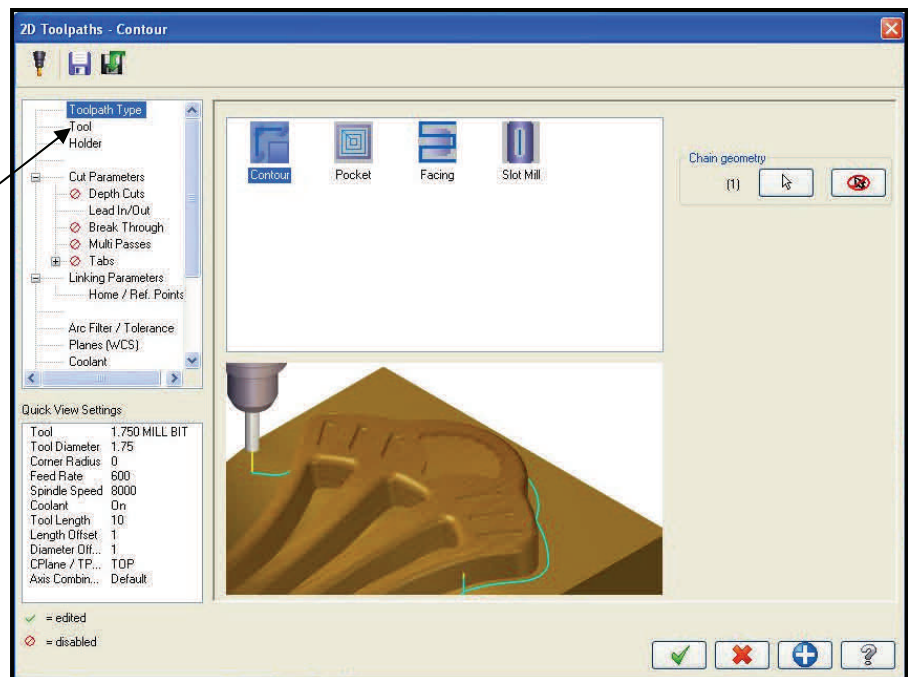 2D Toolpaths - Contour
Toolpath Type
Tool
Holder
Cut Parameters
Depth Cuts
Lead In/Out
Break Through
Multi Passes
Tabs
Linking Parameters
Home / Ref. Points
Arc Filter / Tolerance
Planes (WCS)
Coolant
Contour
Pocket
Facing
Slot Mill
Chain geometry
(1)
Quick View Settings
Tool 1.750 MILL BIT
Tool Diameter 1.75
Corner Radius 0
Feed Rate 600
Spindle Speed 8000
Coolant On
Tool Length 10
Length Offset 1
Diameter Off... 1
CPlane / TP... TOP
Axis Combin... Default
= edited
= disabled